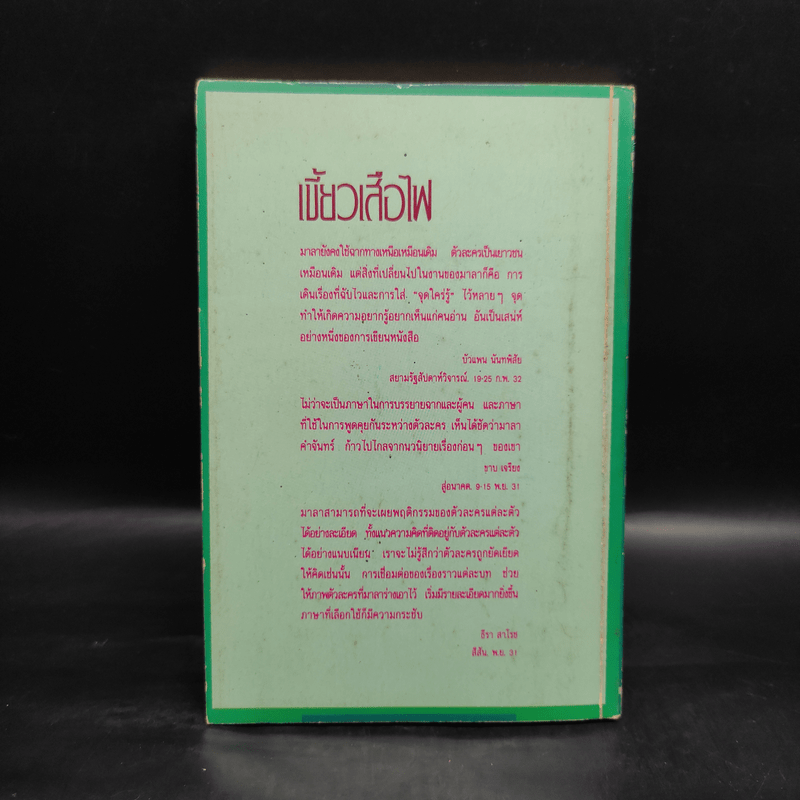 เขี้ยวเสือไฟ
มาลายังคงใช้ฉากทางเหนือเหมือนเดิม ตัวละครเป็นเยาวชน
เหมือนเดิม แต่สิ่งที่เปลี่ยนไปในงานของมาลาก็คือ การ
เดินเรื่องที่ฉับไวและการใส่ "จุดใคร่รู้" ไว้หลายๆ จุด
ทำให้เกิดความอยากรู้อยากเห็นแก่คนอ่าน อันเป็นเสน่ห์
อย่างหนึ่งของการเขียนหนังสือ
บัวแพน นันทพิสัย
สยามรัฐสัปดาห์วิจารณ์, 19-25 ก.พ. 32
ไม่ว่าจะเป็นภาษาในการบรรยายฉากและผู้คน และภาษา
ที่ใช้ในการพูดคุยกันระหว่างตัวละคร เห็นได้ชัดว่ามาลา
คำจันทร์ ก้าวไปไกลจากนวนิยายเรื่องก่อนๆ ของเขา
ขาบ เจรียง
สู่อนาคต, 9-15 พ.ย. 31
มาลาสามารถที่จะเผยพฤติกรรมของตัวละครแต่ละตัว
ได้อย่างละเอียด ทั้งแนวความคิดที่ติดอยู่กับตัวละครแต่ละตัว
ได้อย่างแนบเนียน เราจะไม่รู้สึกว่าตัวละครถูกยัดเยียด
ให้คิดเช่นนั้น การเชื่อมต่อของเรื่องราวแต่ละบท ช่วย
ให้ภาพตัวละครที่มาลาร่างเอาไว้ เริ่มมีรายละเอียดมากยิ่งขึ้น
ภาษาที่เลือกใช้ก็มีความกระชับ
ธีรา สาโรช
สีสัน, พ.ย. 31